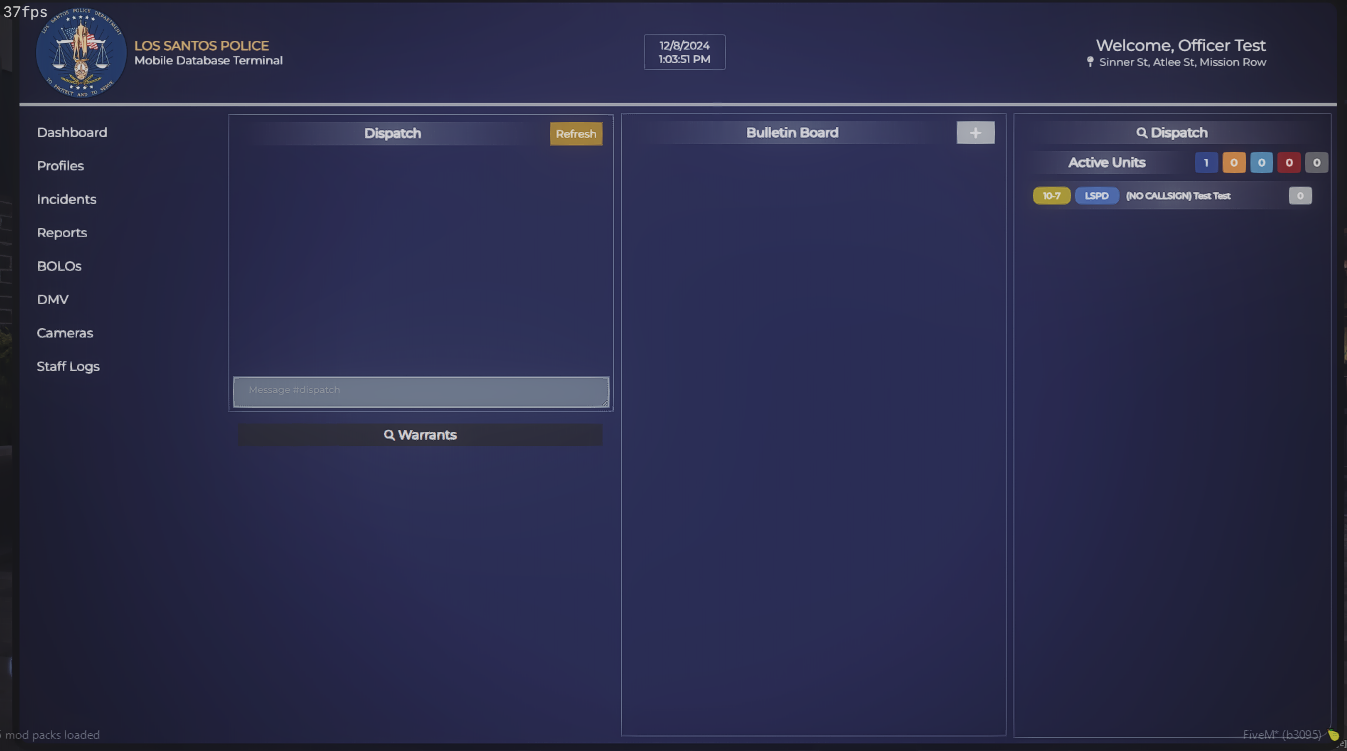 37fps
LOS SANTOS POLICE DEPARTMENT
TO PROTECT AND TO SERVE
LOS SANTOS POLICE
Mobile Database Terminal
12/8/2024
1:03:51 PM
Welcome, Officer Test
Sinner St, Atlee St, Mission Row
Dashboard
Profiles
Incidents
Reports
BOLOs
DMV
Cameras
Staff Logs
Dispatch
Refresh
Message #dispatch
Warrants
Bulletin Board
+
Dispatch
Active Units 1 0 0 0 0
10-7 LSPD (NO CALLSIGN) Test Test 0
mod packs loaded
FiveM* (b3095)